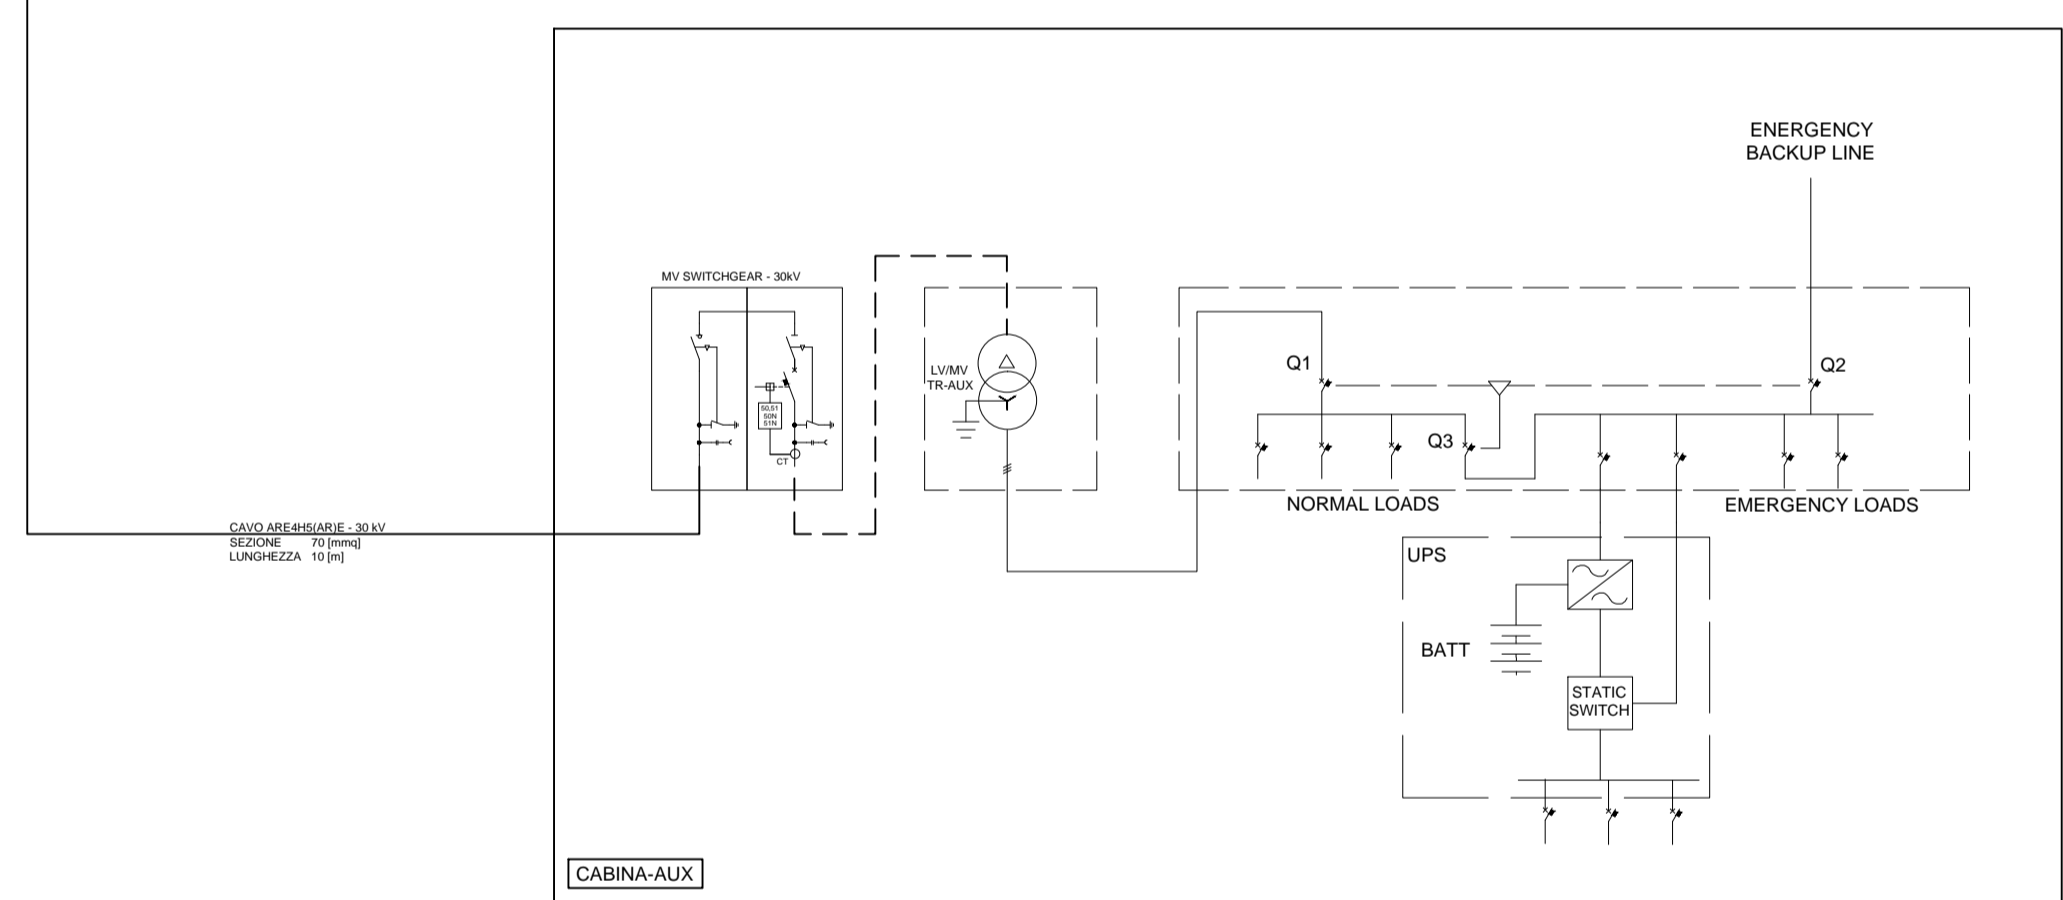 ENERGENCY
BACKUP LINE
MV SWITCHGEAR - 30kV
LV/MV
TR-AUX
Q1
Q2
50,51
50N
51N
Q3
CT
NORMAL LOADS
EMERGENCY LOADS
CAVO ARE4H5(AR)E - 30 kV
SEZIONE 70 [mmq]
LUNGHEZZA 10 [m]
UPS
BATT
STATIC
SWITCH
CABINA-AUX